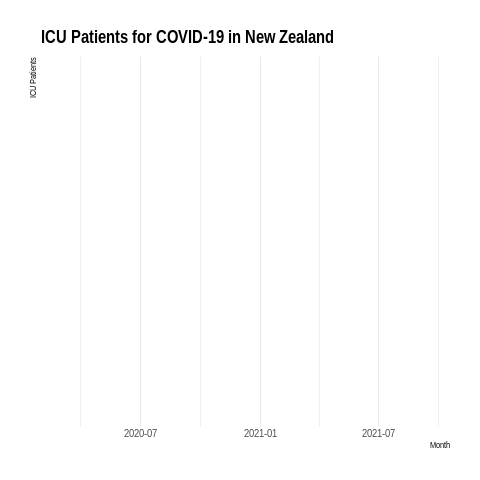 ICU Patients for COVID-19 in New Zealand
ICU Patients
2020-07
2021-01
2021-07
Month